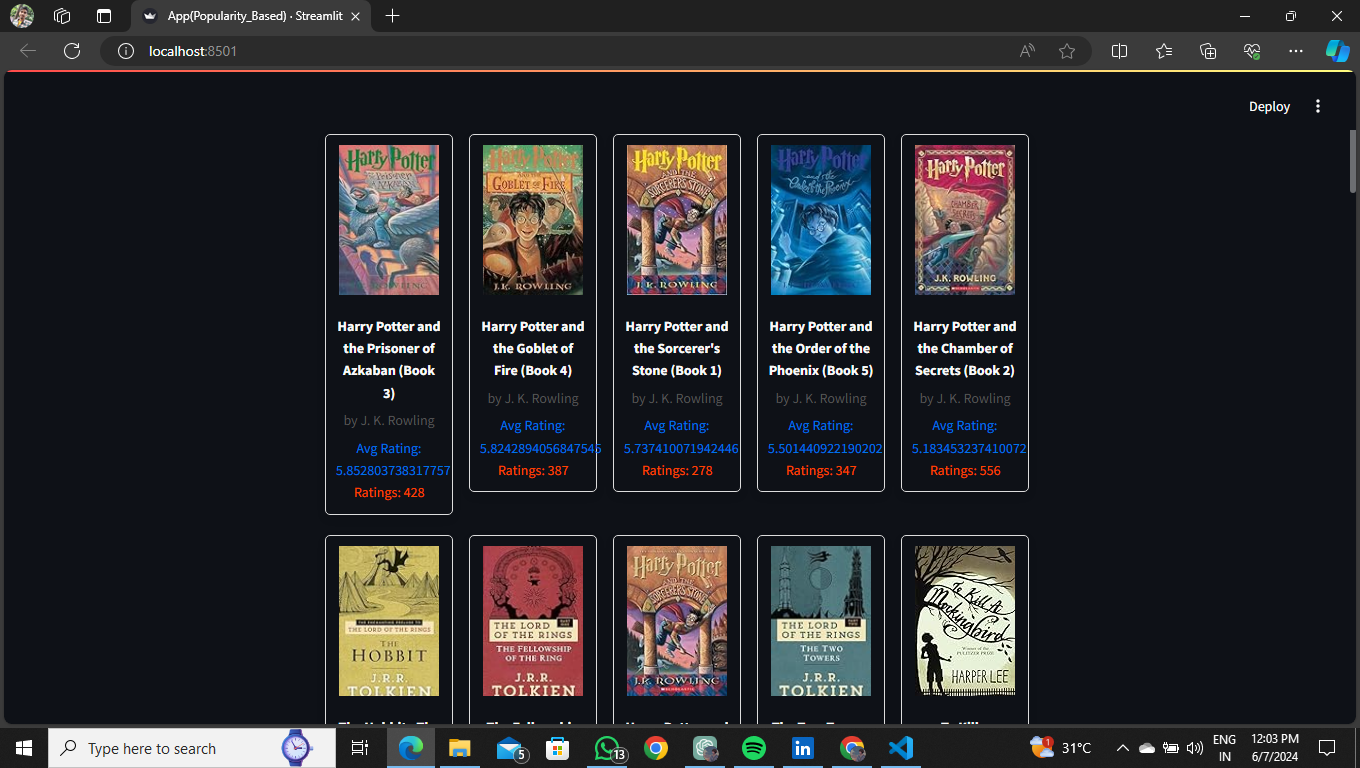 App(Popularity_Based) · Streamlit
localhost:8501
Deploy
Harry Potter
PRISONER OF AZKABAN
Harry Potter
AND THE
GOBLET OF FIRE
J.K. ROWLING
Harry Potter
AND THE
SORCERER'S STONE
J.K. ROWLING
Harry Potter
and the
Order of the Phoenix
Harry Potter
AND THE
CHAMBER OF SECRETS
J.K. ROWLING
SCHOLASTIC
Harry Potter and
the Prisoner of
Azkaban (Book
3)
by J. K. Rowling
Avg Rating:
5.852803738317757
Ratings: 428
Harry Potter and
the Goblet of
Fire (Book 4)
by J. K. Rowling
Avg Rating:
5.8242894056847545
Ratings: 387
Harry Potter and
the Sorcerer's
Stone (Book 1)
by J. K. Rowling
Avg Rating:
5.737410071942446
Ratings: 278
Harry Potter and
the Order of the
Phoenix (Book 5)
by J. K. Rowling
Avg Rating:
5.501440922190202
Ratings: 347
Harry Potter and
the Chamber of
Secrets (Book 2)
by J. K. Rowling
Avg Rating:
5.183453237410072
Ratings: 556
THE ENCHANTING PRELUDE TO
THE LORD OF THE RINGS
THE
HOBBIT
J.R.R.
TOLKIEN
THE LORD
OF THE RINGS
PART ONE
THE FELLOWSHIP
OF THE RING
J.R.R.
TOLKIEN
Harry Potter
AND THE
SORCERER'S STONE
J.K. ROWLING
SCHOLASTIC
THE LORD
OF THE RINGS
PART TWO
THE TWO
TOWERS
J.R.R.
TOLKIEN
To Kill A
Mockingbird
Winner of the
PULITZER PRIZE
HARPER LEE
Type here to search
5
13
1
31°C
ENG
IN
12:03 PM
6/7/2024